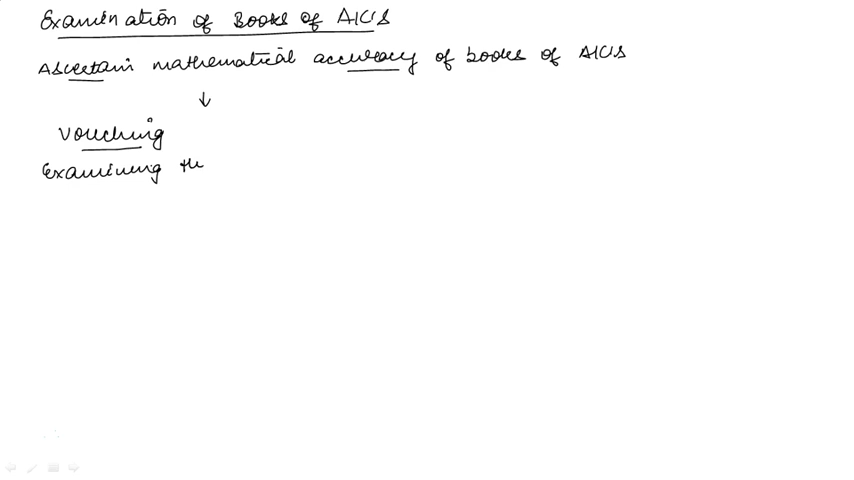 Examination of Books of A/C's
Ascertain mathematical accuracy of books of A/C's
Vouching
Examining the